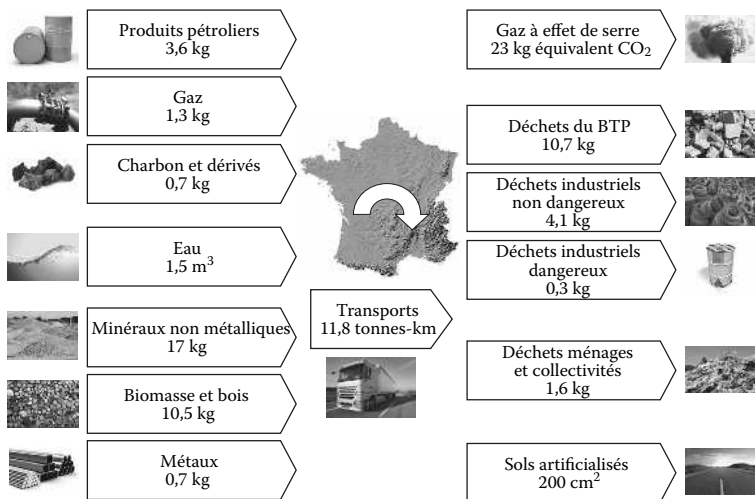 Produits pétroliers
3,6 kg
Gaz
1,3 kg
Charbon et dérivés
0,7 kg
Eau
1,5 m³
Minéraux non métalliques
17 kg
Biomasse et bois
10,5 kg
Métaux
0,7 kg
Transports
11,8 tonnes-km
Gaz à effet de serre
23 kg équivalent CO₂
Déchets du BTP
10,7 kg
Déchets industriels
non dangereux
4,1 kg
Déchets industriels
dangereux
0,3 kg
Déchets ménages
et collectivités
1,6 kg
Sols artificialisés
200 cm²